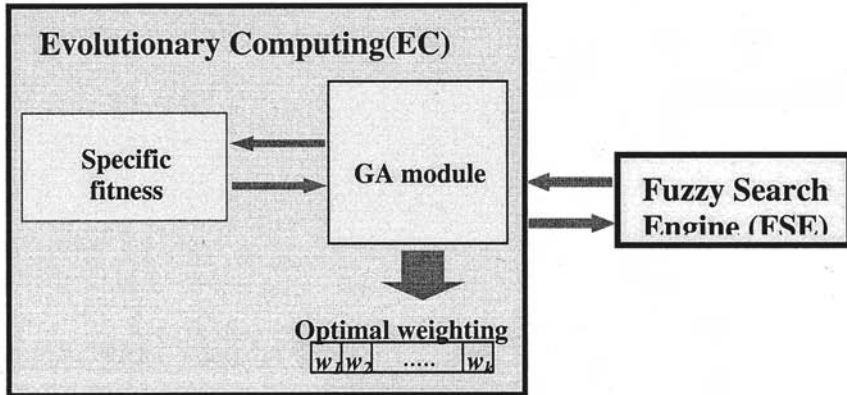 Evolutionary Computing(EC)
Specific
fitness
GA module
Fuzzy Search
Engine (FSE)
Optimal weighting
w1 w2 ..... wk